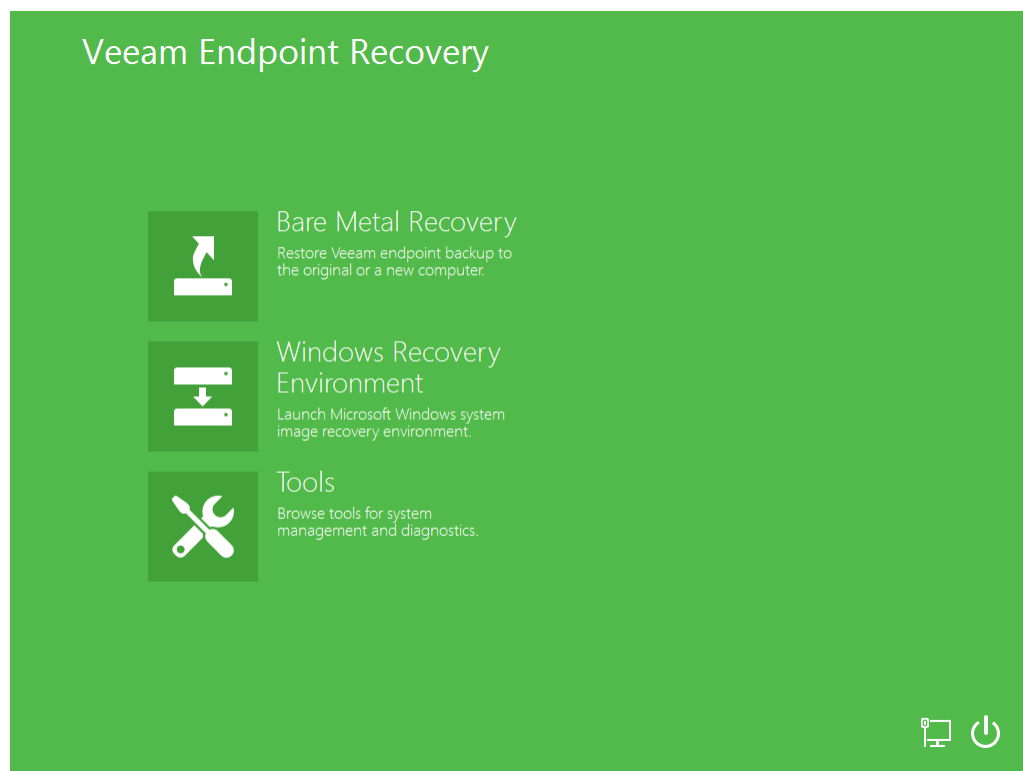 Veeam Endpoint Recovery
Bare Metal Recovery
Restore Veeam endpoint backup to
the original or a new computer.
Windows Recovery
Environment
Launch Microsoft Windows system
image recovery environment.
Tools
Browse tools for system
management and diagnostics.